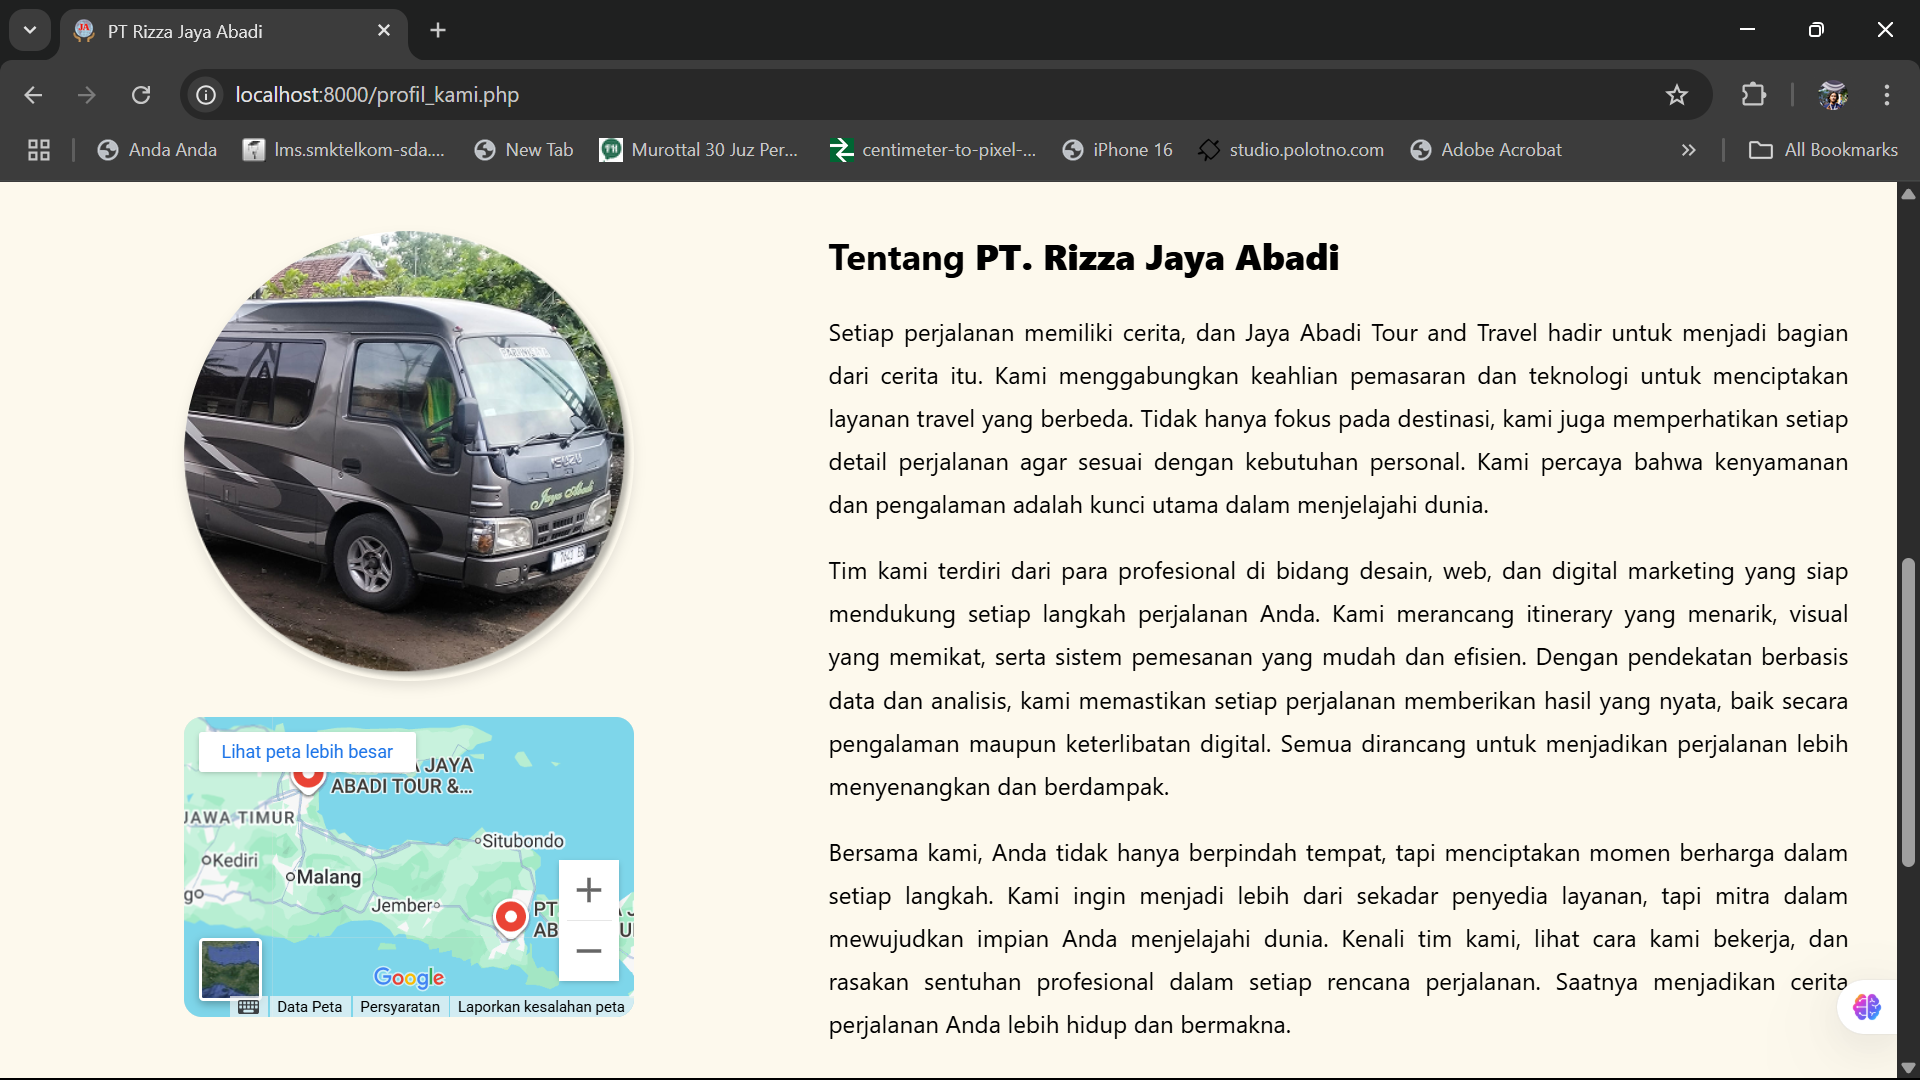 PT Rizza Jaya Abadi
localhost:8000/profil_kami.php
Anda Anda
lms.smktelkom-sda....
New Tab
Murottal 30 Juz Per...
centimeter-to-pixel-...
iPhone 16
studio.polotno.com
Adobe Acrobat
All Bookmarks
PARIWISATA
ISUZU
Jaya Abadi
Tentang PT. Rizza Jaya Abadi
Setiap perjalanan memiliki cerita, dan Jaya Abadi Tour and Travel hadir untuk menjadi bagian
dari cerita itu. Kami menggabungkan keahlian pemasaran dan teknologi untuk menciptakan
layanan travel yang berbeda. Tidak hanya fokus pada destinasi, kami juga memperhatikan setiap
detail perjalanan agar sesuai dengan kebutuhan personal. Kami percaya bahwa kenyamanan
dan pengalaman adalah kunci utama dalam menjelajahi dunia.
Tim kami terdiri dari para profesional di bidang desain, web, dan digital marketing yang siap
mendukung setiap langkah perjalanan Anda. Kami merancang itinerary yang menarik, visual
yang memikat, serta sistem pemesanan yang mudah dan efisien. Dengan pendekatan berbasis
data dan analisis, kami memastikan setiap perjalanan memberikan hasil yang nyata, baik secara
pengalaman maupun keterlibatan digital. Semua dirancang untuk menjadikan perjalanan lebih
menyenangkan dan berdampak.
Bersama kami, Anda tidak hanya berpindah tempat, tapi menciptakan momen berharga dalam
setiap langkah. Kami ingin menjadi lebih dari sekadar penyedia layanan, tapi mitra dalam
mewujudkan impian Anda menjelajahi dunia. Kenali tim kami, lihat cara kami bekerja, dan
rasakan sentuhan profesional dalam setiap rencana perjalanan. Saatnya menjadikan cerita
perjalanan Anda lebih hidup dan bermakna.
Lihat peta lebih besar
JAYA
ABADI TOUR &...
JAWA TIMUR
Situbondo
Kediri
Malang
go
Jember
PT
AB
Google
Data Peta
Persyaratan
Laporkan kesalahan peta